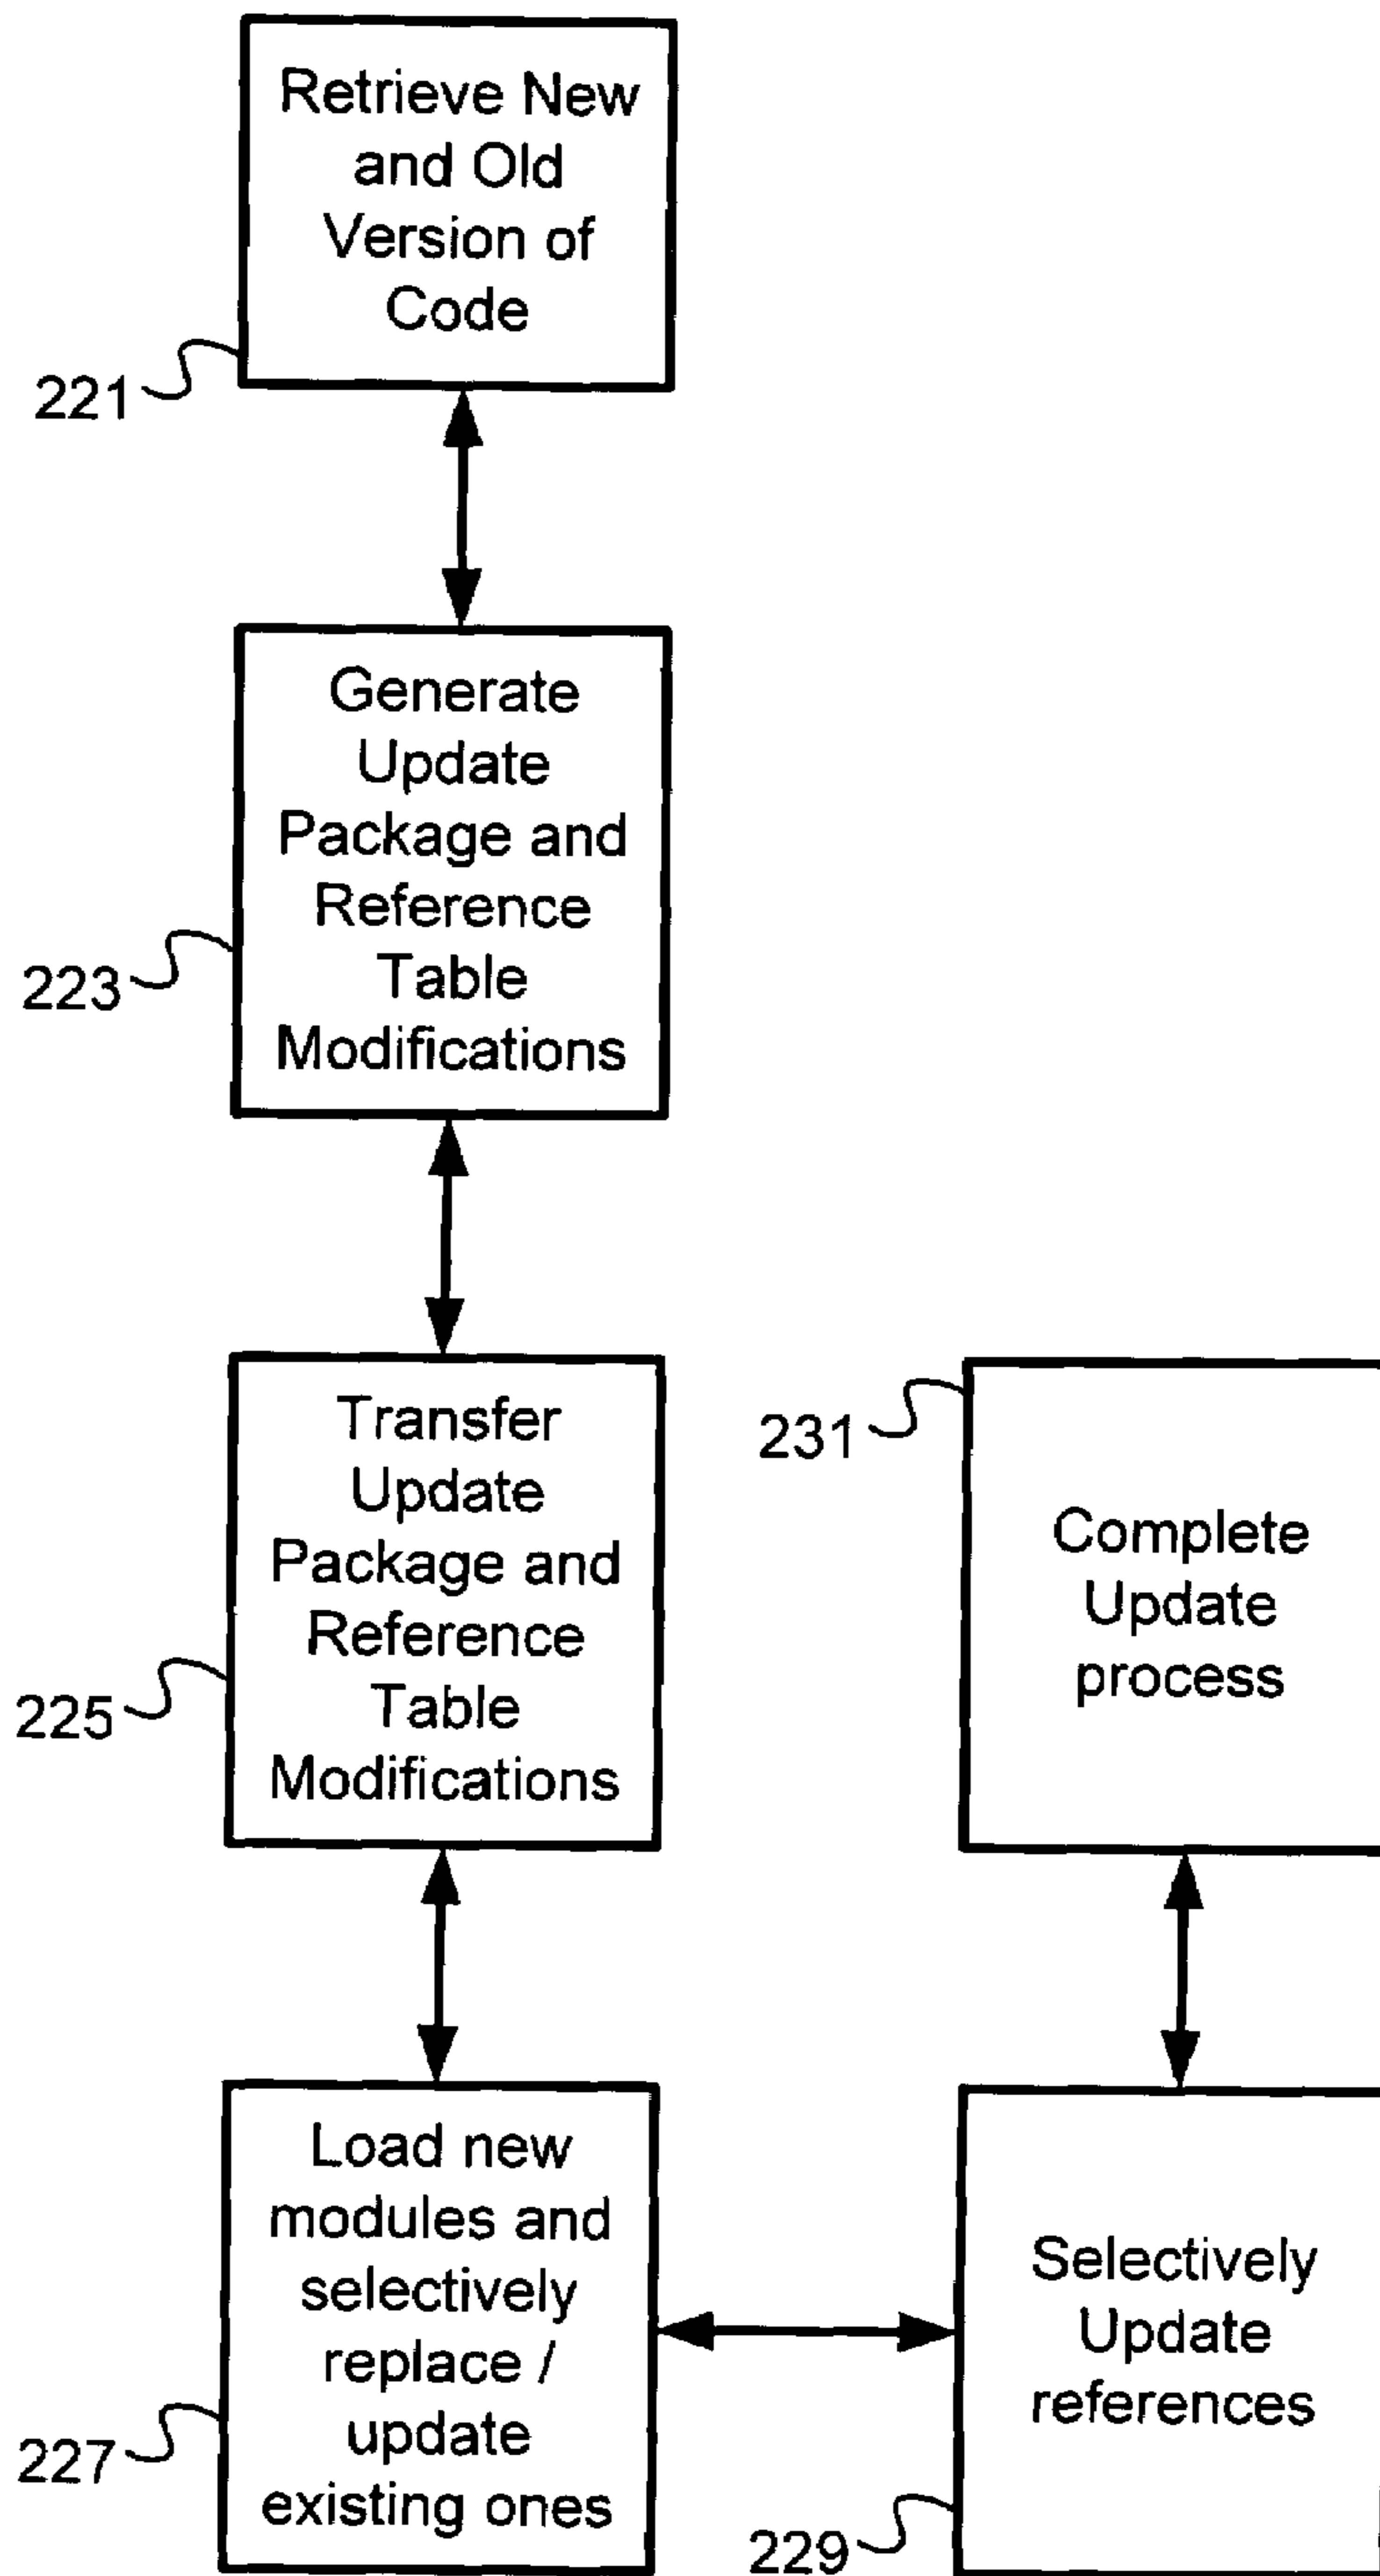 Retrieve New
and Old
Version of
Code
221
Generate
Update
Package and
Reference
Table
Modifications
223
Transfer
Update
Package and
Reference
Table
Modifications
225
Load new
modules and
selectively
replace /
update
existing ones
227
Selectively
Update
references
229
231
Complete
Update
process